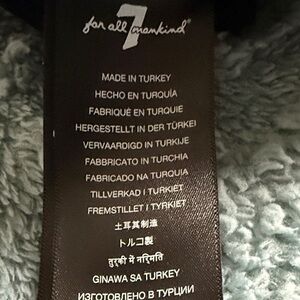 for all 7 mankind®
MADE IN TURKEY
HECHO EN TURQUÍA
FABRIQUÉ EN TURQUIE
HERGESTELLT IN DER TÜRKEI
VERVAARDIGD IN TURKIJE
FABBRICATO IN TURCHIA
FABRICADO NA TURQUIA
TILLVERKAD I TURKIET
FREMSTILLET I TYRKIET
土耳其制造
トルコ製
तुर्की में निर्मित
GINAWA SA TURKEY
ИЗГОТОВЛЕНО В ТУРЦИИ